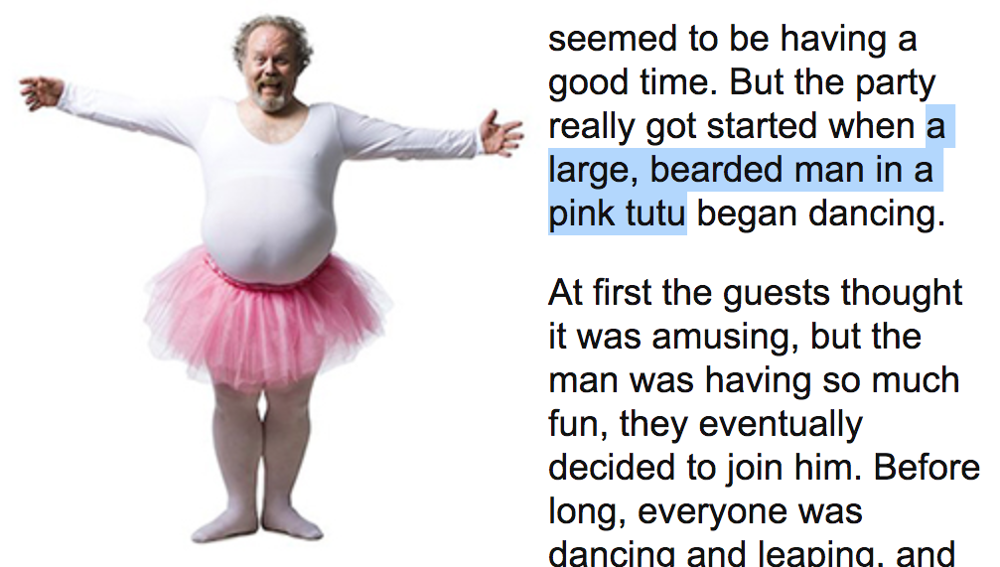 seemed to be having a
good time. But the party
really got started when a
large, bearded man in a
pink tutu began dancing.
At first the guests thought
it was amusing, but the
man was having so much
fun, they eventually
decided to join him. Before
long, everyone was
dancing and leaping, and